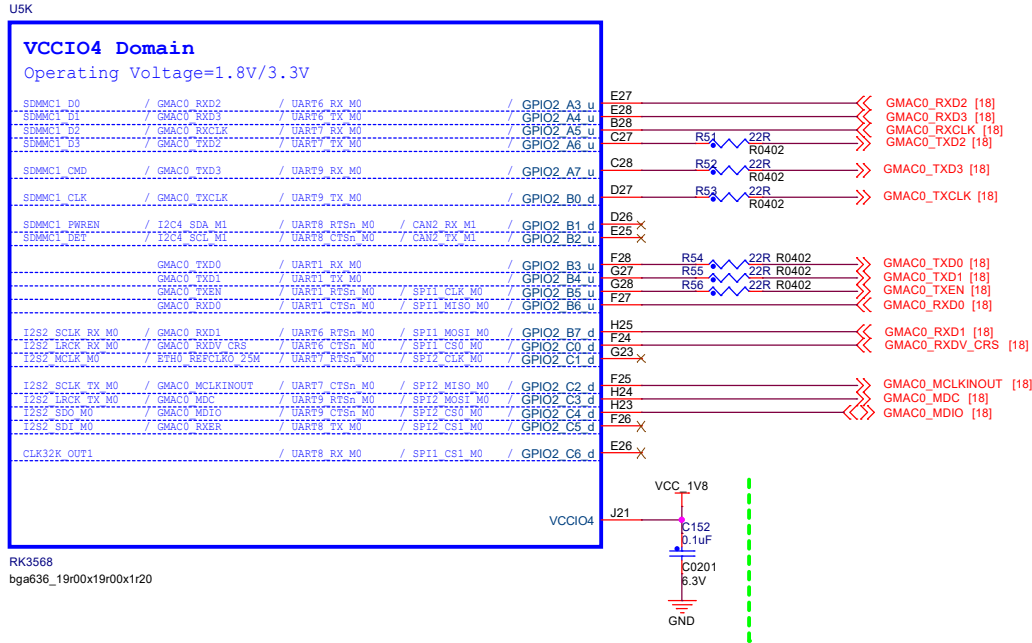 U5K
VCCIO4 Domain
Operating Voltage=1.8V/3.3V
SDMMC1_D0 / GMAC0_RXD2 / UART6_RX_M0 / GPIO2_A3_u E27 GMAC0_RXD2 [18]
SDMMC1_D1 / GMAC0_RXD3 / UART6_TX_M0 / GPIO2_A4_u E28 GMAC0_RXD3 [18]
SDMMC1_D2 / GMAC0_RXCLK / UART7_RX_M0 / GPIO2_A5_u B28 GMAC0_RXCLK [18]
SDMMC1_D3 / GMAC0_TXD2 / UART7_TX_M0 / GPIO2_A6_u C27 R51 22R R0402 GMAC0_TXD2 [18]
SDMMC1_CMD / GMAC0_TXD3 / UART9_RX_M0 / GPIO2_A7_u C28 R52 22R R0402 GMAC0_TXD3 [18]
SDMMC1_CLK / GMAC0_TXCLK / UART9_TX_M0 / GPIO2_B0_d D27 R53 22R R0402 GMAC0_TXCLK [18]
SDMMC1_PWREN / I2C4_SDA_M1 / UART8_RTSn_M0 / CAN2_RX_M1 / GPIO2_B1_d D26
SDMMC1_DET / I2C4_SCL_M1 / UART8_CTSn_M0 / CAN2_TX_M1 / GPIO2_B2_u E25
GMAC0_TXD0 / UART1_RX_M0 / GPIO2_B3_u F28 R54 22R R0402 GMAC0_TXD0 [18]
GMAC0_TXD1 / UART1_TX_M0 / GPIO2_B4_u G27 R55 22R R0402 GMAC0_TXD1 [18]
GMAC0_TXEN / UART1_RTSn_M0 / SPI1_CLK_M0 / GPIO2_B5_u G28 R56 22R R0402 GMAC0_TXEN [18]
GMAC0_RXD0 / UART1_CTSn_M0 / SPI1_MISO_M0 / GPIO2_B6_u F27 GMAC0_RXD0 [18]
I2S2_SCLK_RX_M0 / GMAC0_RXD1 / UART6_RTSn_M0 / SPI1_MOSI_M0 / GPIO2_B7_d H25 GMAC0_RXD1 [18]
I2S2_LRCK_RX_M0 / GMAC0_RXDV_CRS / UART6_CTSn_M0 / SPI1_CS0_M0 / GPIO2_C0_d F24 GMAC0_RXDV_CRS [18]
I2S2_MCLK_M0 / ETH0_REFCLKO_25M / UART7_RTSn_M0 / SPI2_CLK_M0 / GPIO2_C1_d G23
I2S2_SCLK_TX_M0 / GMAC0_MCLKINOUT / UART7_CTSn_M0 / SPI2_MISO_M0 / GPIO2_C2_d F25 GMAC0_MCLKINOUT [18]
I2S2_LRCK_TX_M0 / GMAC0_MDC / UART9_RTSn_M0 / SPI2_MOSI_M0 / GPIO2_C3_d H24 GMAC0_MDC [18]
I2S2_SDO_M0 / GMAC0_MDIO / UART9_CTSn_M0 / SPI2_CS0_M0 / GPIO2_C4_d H23 GMAC0_MDIO [18]
I2S2_SDI_M0 / GMAC0_RXER / UART8_TX_M0 / SPI2_CS1_M0 / GPIO2_C5_d F26
CLK32K_OUT1 / UART8_RX_M0 / SPI1_CS1_M0 / GPIO2_C6_d E26
VCC_1V8
VCCIO4 J21
C152
0.1uF
C0201
6.3V
GND
RK3568
bga636_19r00x19r00x1r20